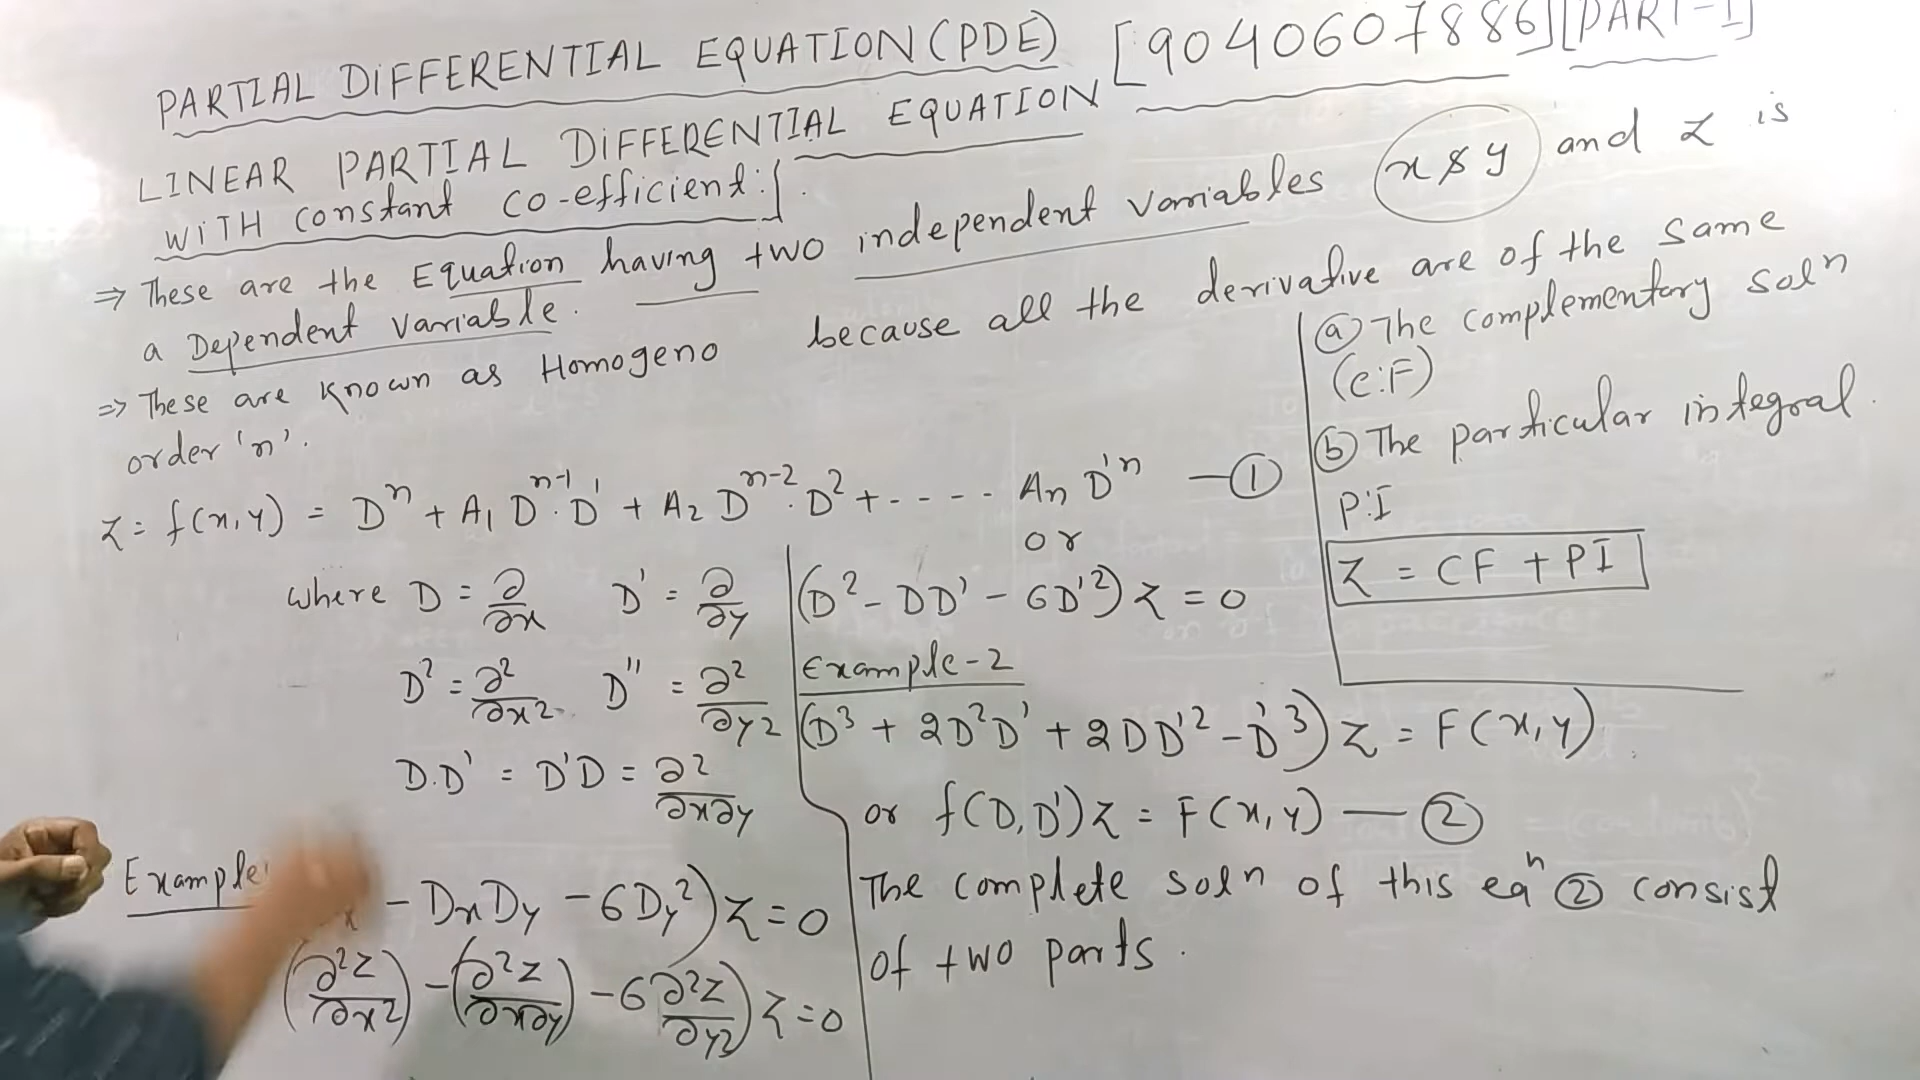 PARTIAL DIFFERENTIAL EQUATION (PDE) [9040607886] [PART-I]
LINEAR PARTIAL DIFFERENTIAL EQUATION
WITH constant co-efficient:
⇒ These are the Equation having two independent variables x & y and z is
a Dependent variable.
⇒ These are known as Homogeno because all the derivative are of the same
order 'n'.
z = f(x,y) = Dⁿ + A₁ Dⁿ⁻¹.D' + A₂ Dⁿ⁻².D² + ----- An D'ⁿ —①
where D = ∂/∂x D' = ∂/∂y
D² = ∂²/∂x² D'' = ∂²/∂y²
D.D' = D'D = ∂²/∂x∂y
Example
- DxDy - 6Dy²) z = 0
(∂²z/∂x²) - (∂²z/∂x∂y) - 6 ∂²z/∂y²) z = 0
or
(D² - DD' - 6D'²) z = 0
Example-2
(D³ + 2D²D' + 2DD'² - D'³) z = F(x,y)
or f(D,D')z = F(x,y) — ②
The complete solⁿ of this eqⁿ ② consist
of two parts.
ⓐ The complementory solⁿ
(C.F)
ⓑ The particular integral.
P.I
z = CF + PI